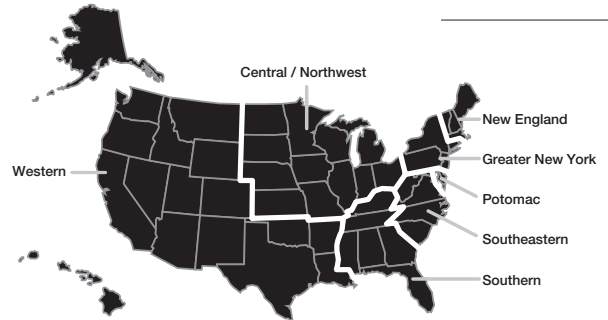 Central / Northwest
New England
Greater New York
Western
Potomac
Southeastern
Southern